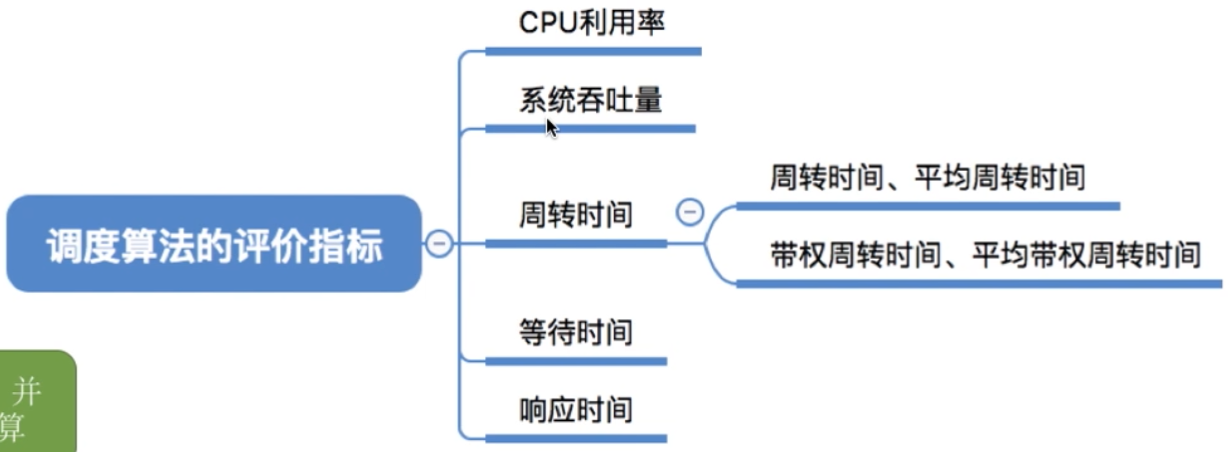 CPU利用率
系统吞吐量
周转时间、平均周转时间
周转时间
调度算法的评价指标
带权周转时间、平均带权周转时间
等待时间
响应时间
并
算